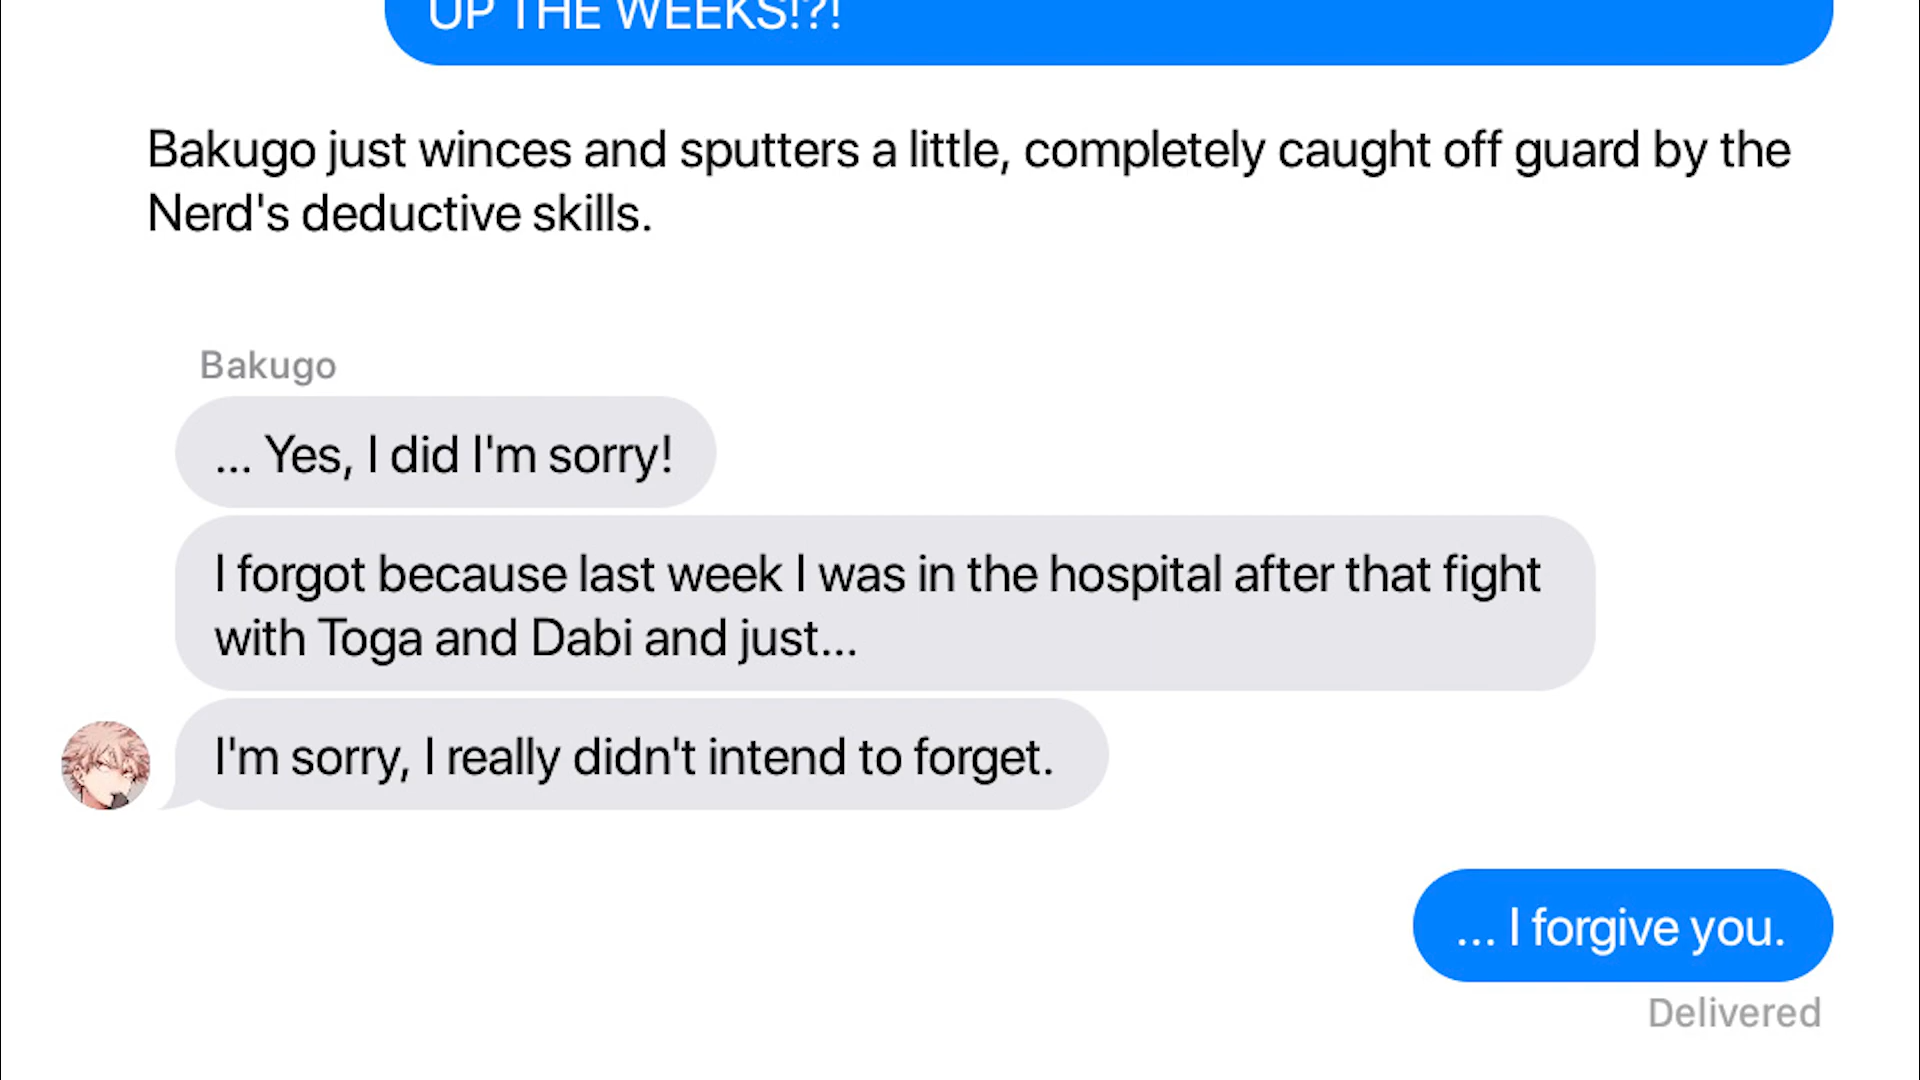 UP THE WEEKS!?!
Bakugo just winces and sputters a little, completely caught off guard by the
Nerd's deductive skills.
Bakugo
... Yes, I did I'm sorry!
I forgot because last week I was in the hospital after that fight
with Toga and Dabi and just...
I'm sorry, I really didn't intend to forget.
... I forgive you.
Delivered